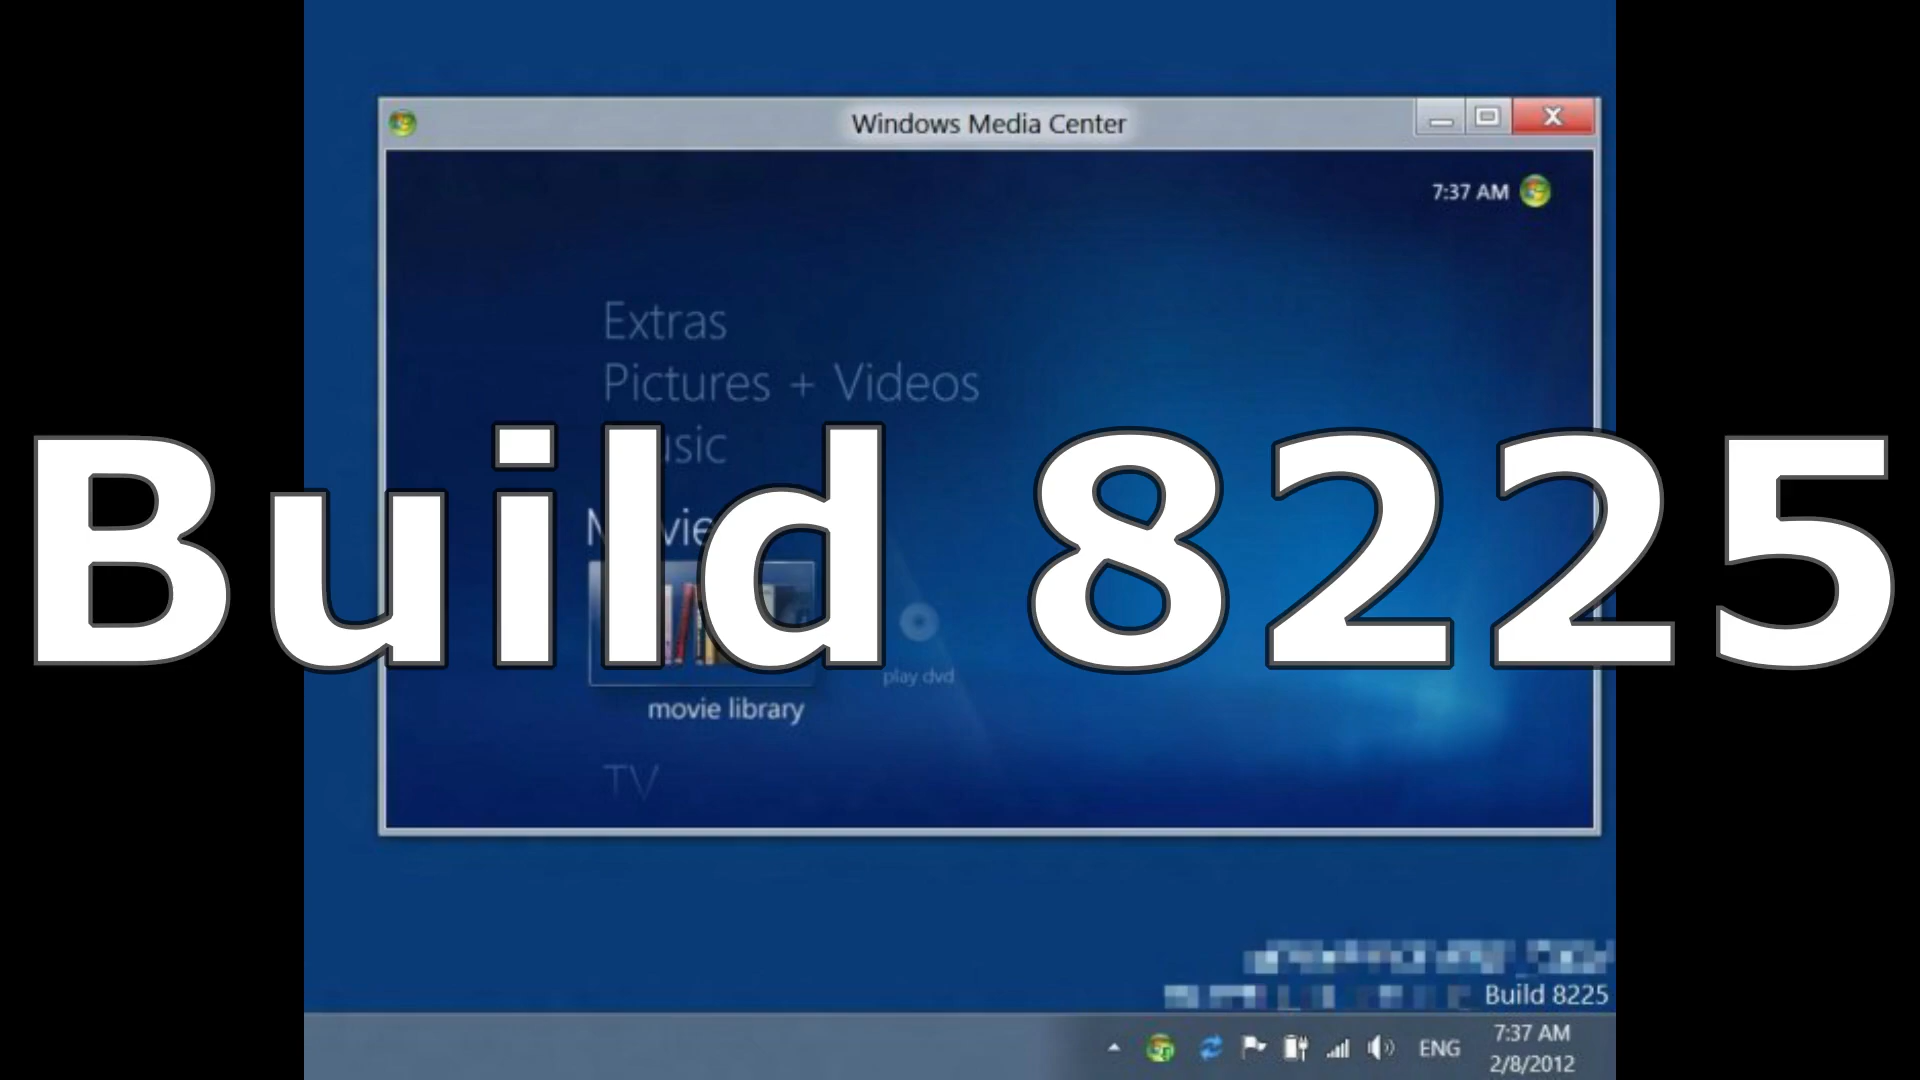 Windows Media Center
7:37 AM
Extras
Pictures + Videos
Build 8225
movie library
play dvd
TV
Build 8225
ENG
7:37 AM
2/8/2012